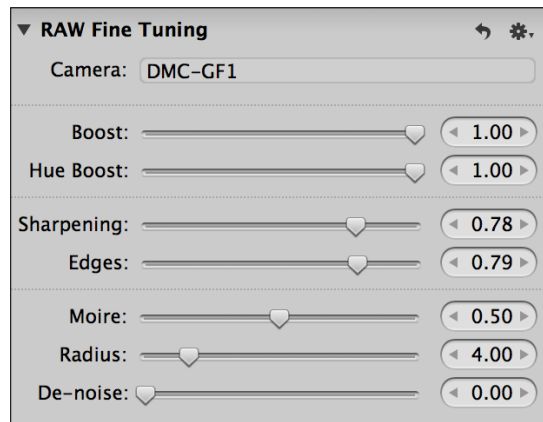 RAW Fine Tuning
Camera: DMC-GF1
Boost: 1.00
Hue Boost: 1.00
Sharpening: 0.78
Edges: 0.79
Moire: 0.50
Radius: 4.00
De-noise: 0.00